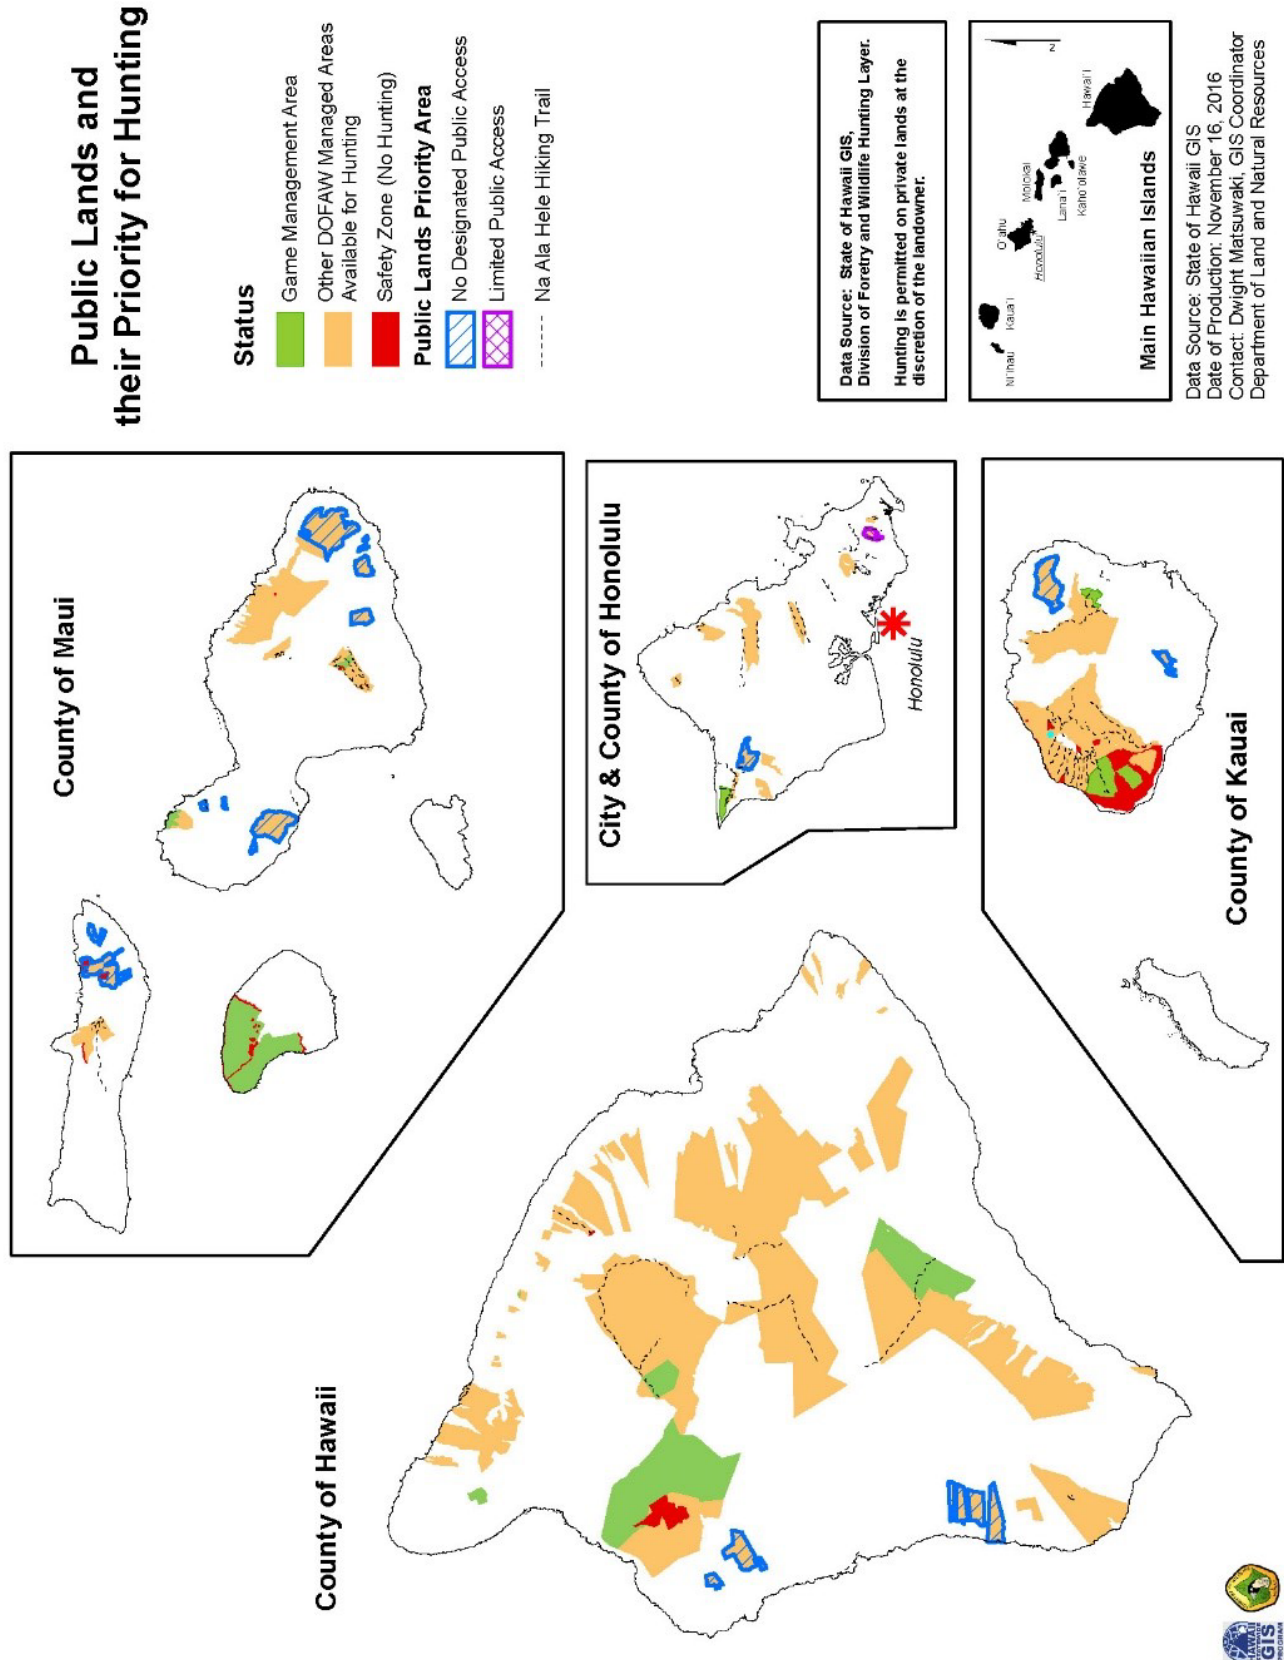 Public Lands and
their Priority for Hunting
Status
Game Management Area
Other DOFAW Managed Areas
Available for Hunting
Safety Zone (No Hunting)
Public Lands Priority Area
No Designated Public Access
Limited Public Access
Na Ala Hele Hiking Trail
County of Maui
City & County of Honolulu
Honolulu
County of Kauai
County of Hawaii
Data Source: State of Hawaii GIS,
Division of Foretry and Wildlife Hunting Layer.
Hunting is permitted on private lands at the
discretion of the landowner.
Ni'ihau
Kaua'i
O'ahu
Honolulu
Molokai
Lana'i
Kaho'olawe
Hawai'i
N
Main Hawaiian Islands
Data Source: State of Hawaii GIS
Date of Production: November 16, 2016
Contact: Dwight Matsuwaki, GIS Coordinator
Department of Land and Natural Resources
HAWAII
GIS
PROGRAM